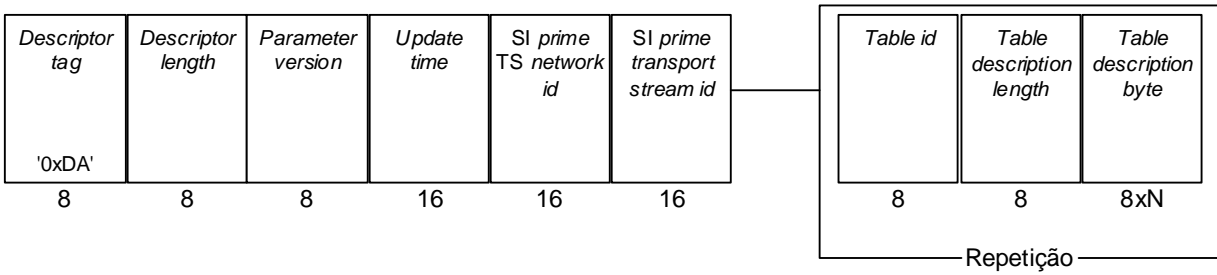 Descriptor
tag
'0xDA'
8
Descriptor
length
8
Parameter
version
8
Update
time
16
SI prime
TS network
id
16
SI prime
transport
stream id
16
Table id
8
Table
description
length
8
Table
description
byte
8xN
Repetição